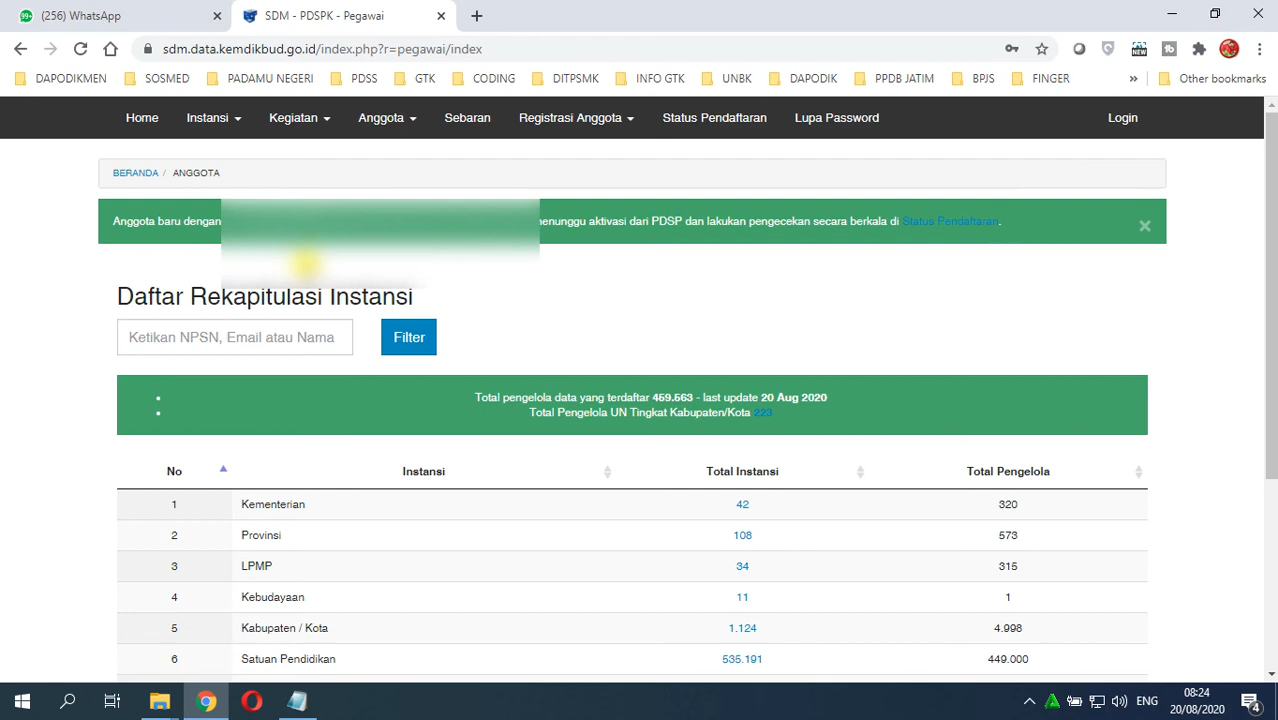 (256) WhatsApp
SDM - PDSPK - Pegawai
sdm.data.kemdikbud.go.id/index.php?r=pegawai/index
DAPODIKMEN SOSMED PADAMU NEGERI PDSS GTK CODING DITPSMK INFO GTK UNBK DAPODIK PPDB JATIM BPJS FINGER » Other bookmarks
Home Instansi Kegiatan Anggota Sebaran Registrasi Anggota Status Pendaftaran Lupa Password Login
BERANDA / ANGGOTA
Anggota baru dengan menunggu aktivasi dari PDSP dan lakukan pengecekan secara berkala di Status Pendaftaran.
Daftar Rekapitulasi Instansi
Ketikan NPSN, Email atau Nama Filter
Total pengelola data yang terdaftar 459.563 - last update 20 Aug 2020
Total Pengelola UN Tingkat Kabupaten/Kota 223
No Instansi Total Instansi Total Pengelola
1 Kementerian 42 320
2 Provinsi 108 573
3 LPMP 34 315
4 Kebudayaan 11 1
5 Kabupaten / Kota 1.124 4.998
6 Satuan Pendidikan 535.191 449.000
ENG
08:24
20/08/2020
4